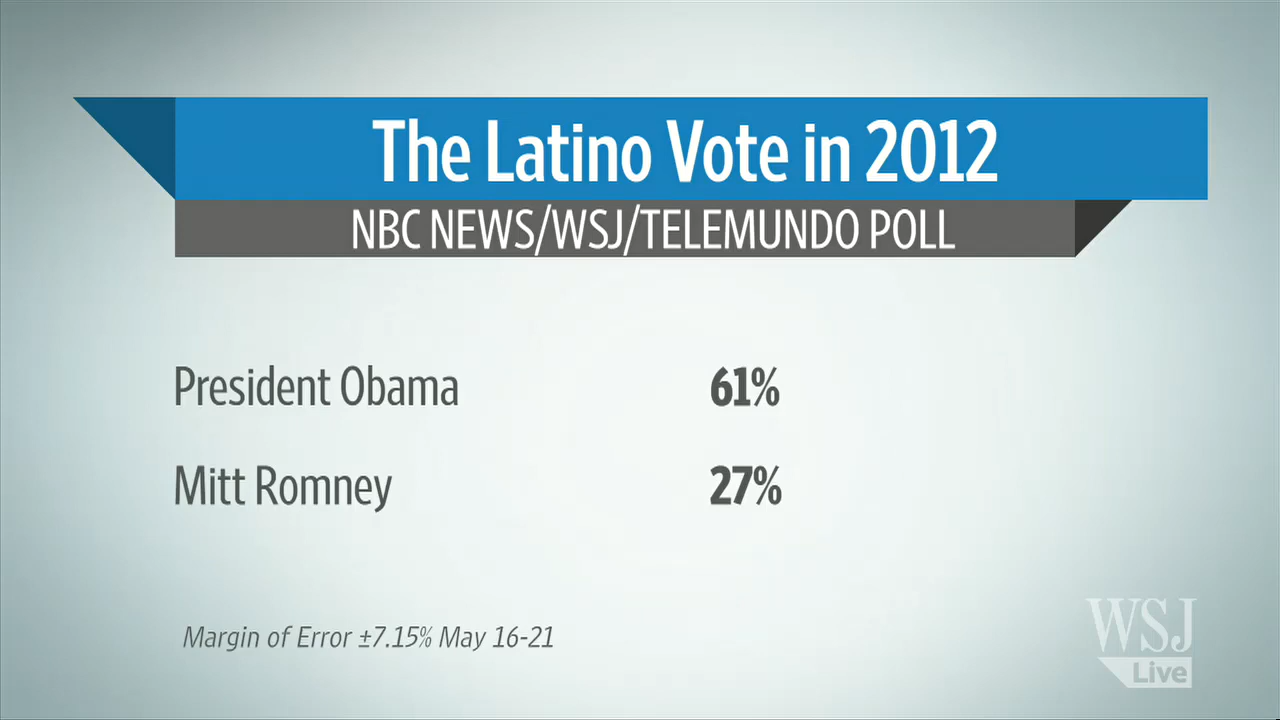 The Latino Vote in 2012
NBC NEWS/WSJ/TELEMUNDO POLL
President Obama 61%
Mitt Romney 27%
Margin of Error ±7.15% May 16-21
WSJ
Live